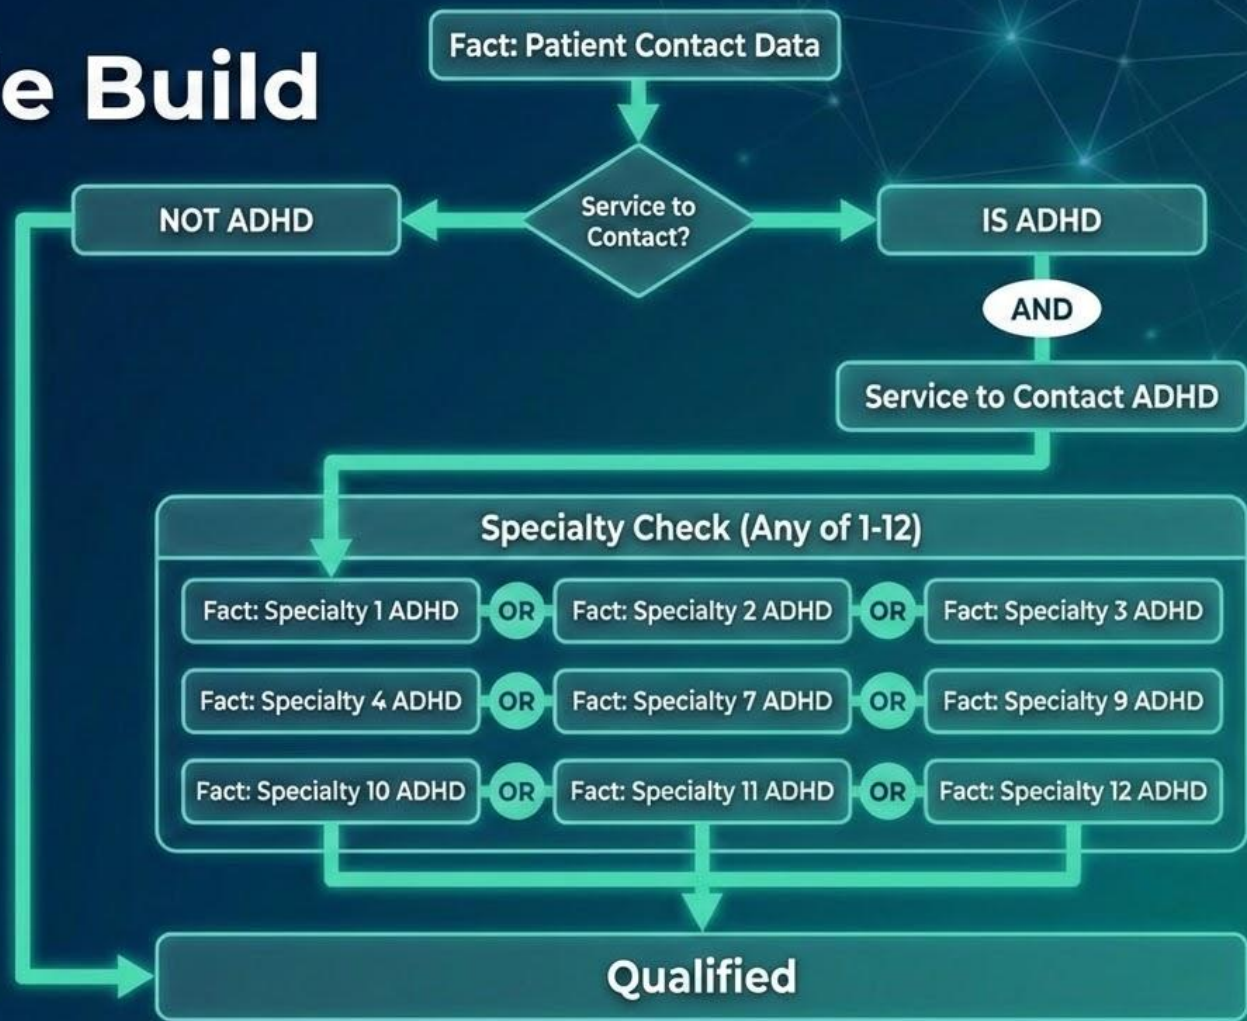 e Build
Fact: Patient Contact Data
NOT ADHD
Service to
Contact?
IS ADHD
AND
Service to Contact ADHD
Specialty Check (Any of 1-12)
Fact: Specialty 1 ADHD OR Fact: Specialty 2 ADHD OR Fact: Specialty 3 ADHD
Fact: Specialty 4 ADHD OR Fact: Specialty 7 ADHD OR Fact: Specialty 9 ADHD
Fact: Specialty 10 ADHD OR Fact: Specialty 11 ADHD OR Fact: Specialty 12 ADHD
Qualified